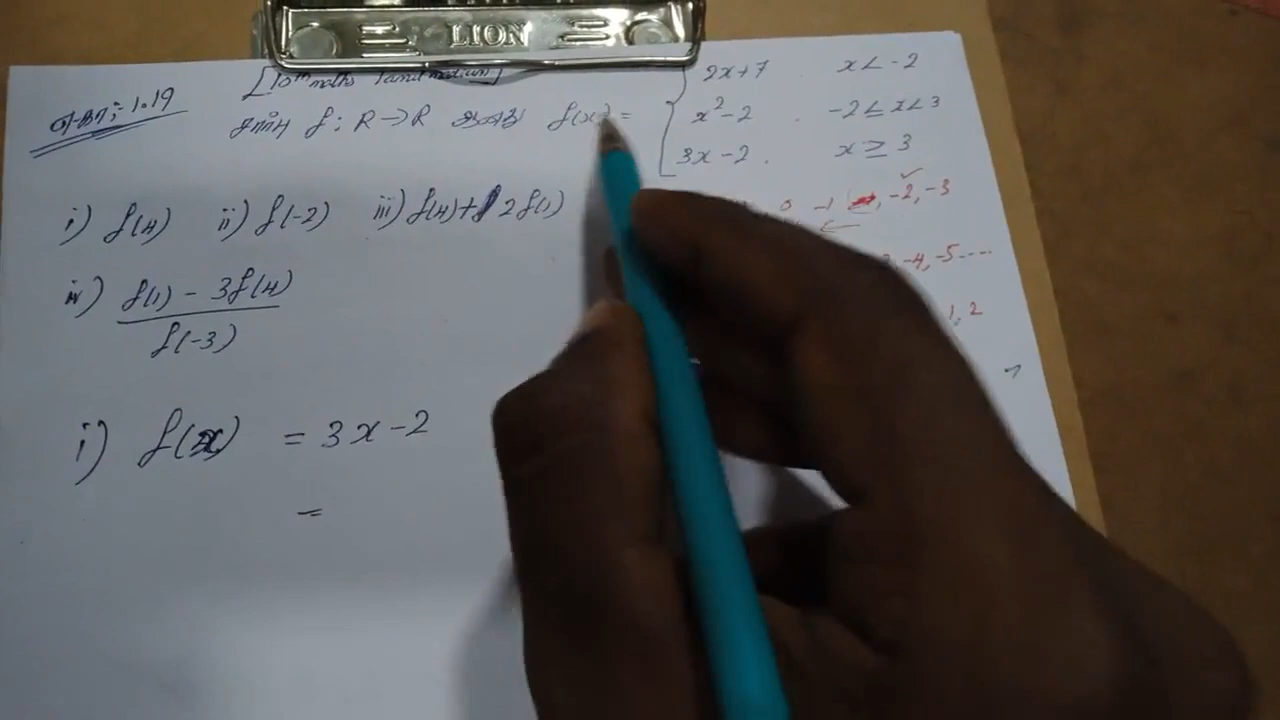 LION
எ.கா:- 1.19
[10th maths Tamil medium]
சார்பு f : R → R ஆனது f(x) =
2x+7 . x < -2
x² - 2 . -2 ≤ x < 3
3x - 2 . x ≥ 3
0 -1 , -2, -3
-4, -5 ....
1, 2
i) f(4) ii) f(-2) iii) f(4) + 2f(1)
iv) f(1) - 3f(4)
f(-3)
i) f(x) = 3x - 2
=